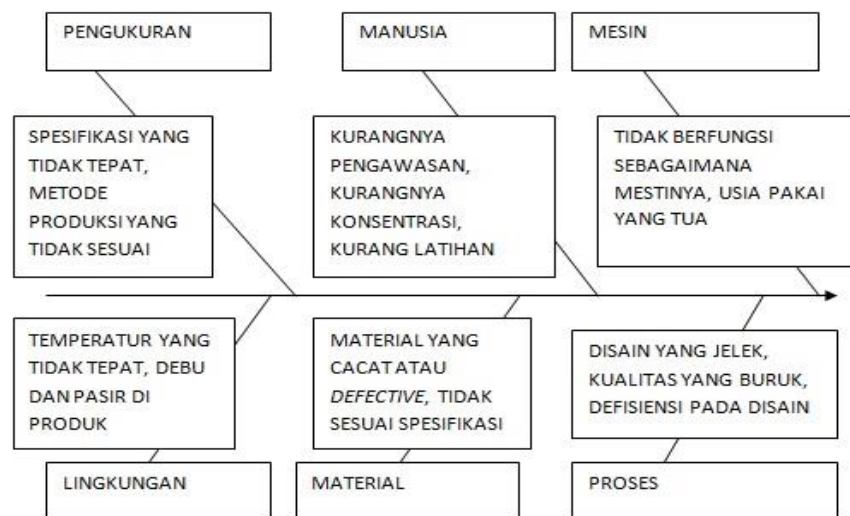 PENGUKURAN
MANUSIA
MESIN
SPESIFIKASI YANG
TIDAK TEPAT,
METODE
PRODUKSI YANG
TIDAK SESUAI
KURANGNYA
PENGAWASAN,
KURANGNYA
KONSENTRASI,
KURANG LATIHAN
TIDAK BERFUNGSI
SEBAGAIMANA
MESTINYA, USIA PAKAI
YANG TUA
TEMPERATUR YANG
TIDAK TEPAT, DEBU
DAN PASIR DI
PRODUK
MATERIAL YANG
CACAT ATAU
DEFECTIVE, TIDAK
SESUAI SPESIFIKASI
DISAIN YANG JELEK,
KUALITAS YANG BURUK,
DEFISIENSI PADA DISAIN
LINGKUNGAN
MATERIAL
PROSES